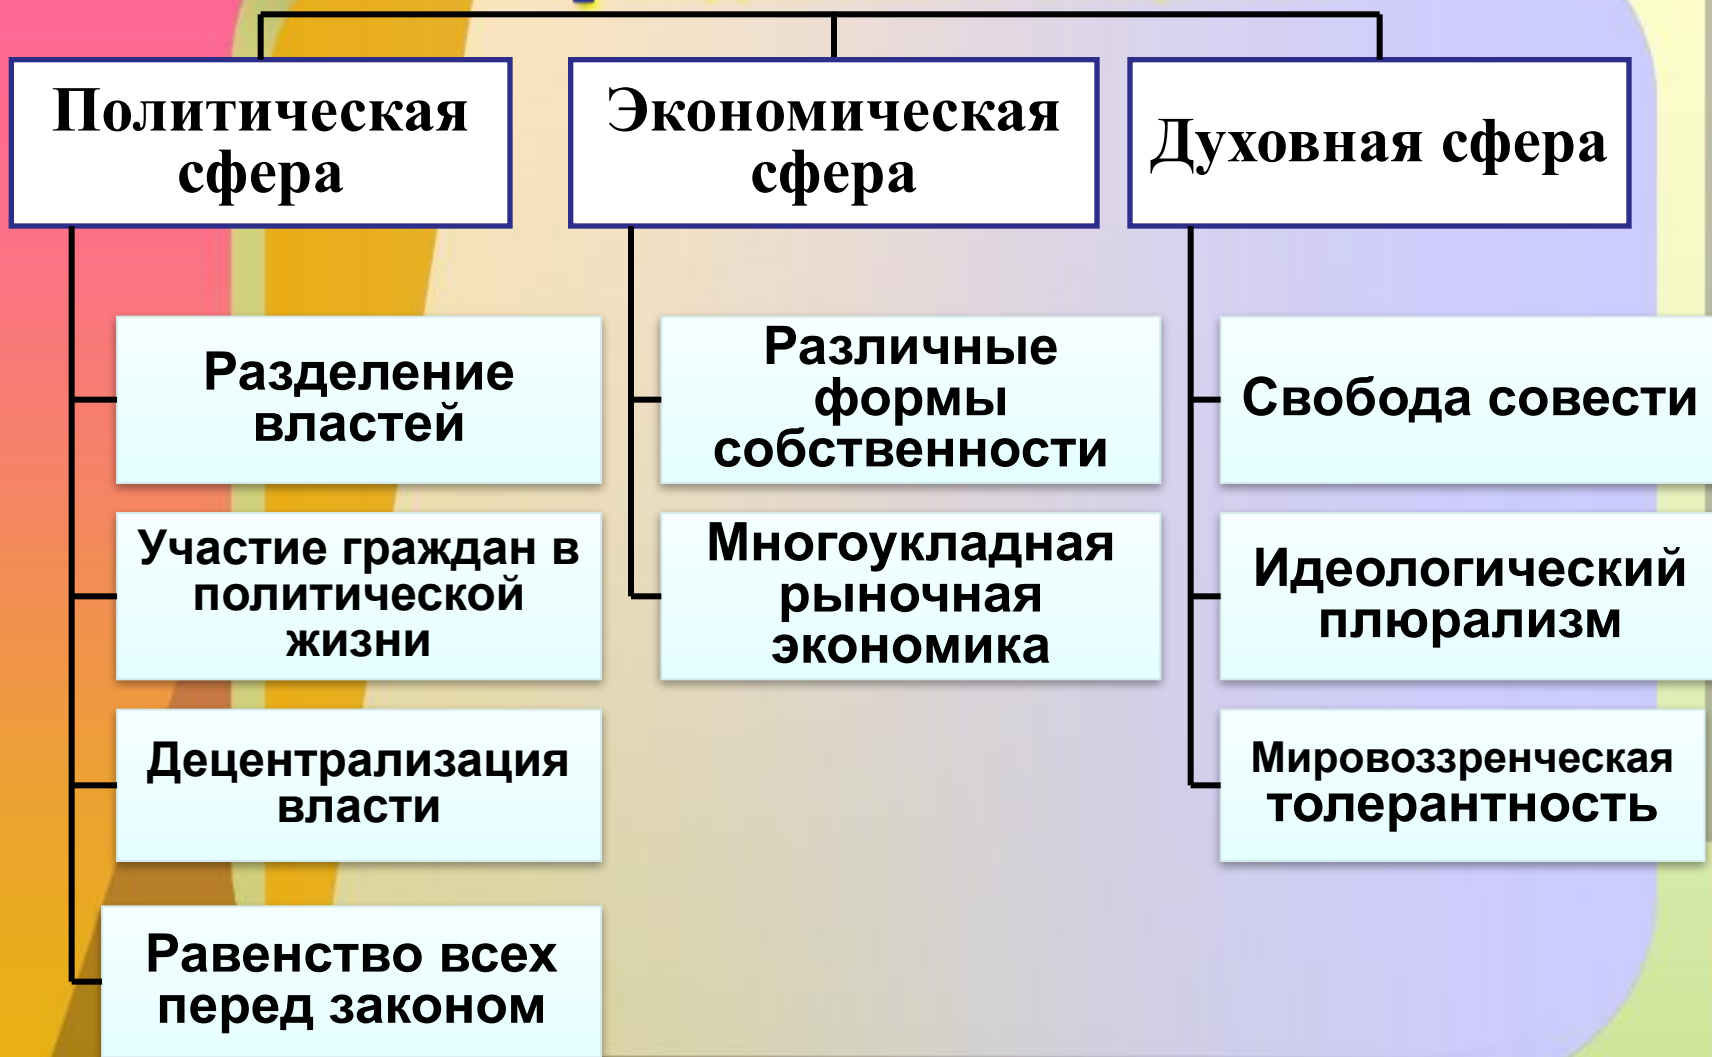 Политическая
сфера
Экономическая
сфера
Духовная сфера
Разделение
властей
Различные
формы
собственности
Свобода совести
Участие граждан в
политической
жизни
Многоукладная
рыночная
экономика
Идеологический
плюрализм
Децентрализация
власти
Мировоззренческая
толерантность
Равенство всех
перед законом